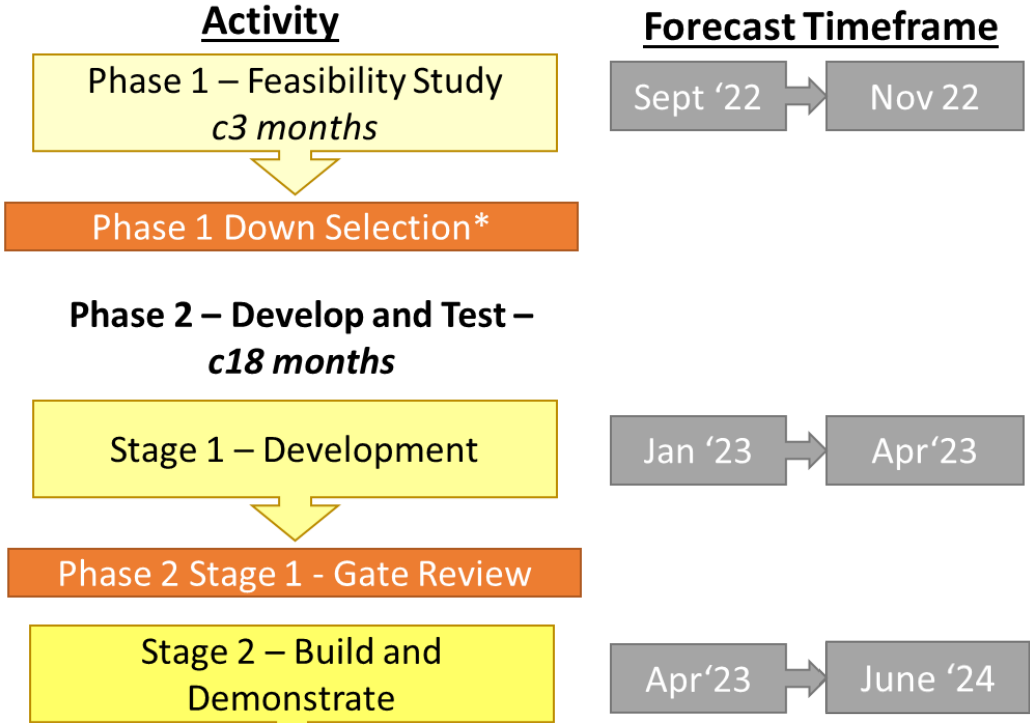 Activity
Forecast Timeframe
Phase 1 – Feasibility Study
c3 months
Sept ‘22
Nov 22
Phase 1 Down Selection*
Phase 2 – Develop and Test –
c18 months
Stage 1 – Development
Jan ‘23
Apr‘23
Phase 2 Stage 1 - Gate Review
Stage 2 – Build and
Demonstrate
Apr‘23
June ‘24